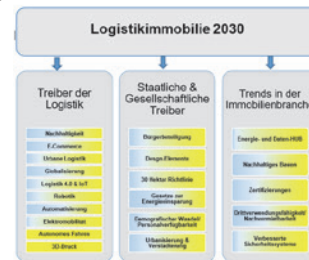 Logistikimmobilie 2030
Treiber der
Logistik
Nachhaltigkeit
E-Commerce
Urbane Logistik
Globalisierung
Logistik 4.0 & IoT
Robotik
Automatisierung
Elektromobilität
Autonomes Fahren
3D-Druck
Staatliche &
Gesellschaftliche
Treiber
Bürgerbeteiligung
Design-Elemente
30 Hektar Richtlinie
Gesetze zur
Energieeinsparung
Demografischer Wandel/
Personalverfügbarkeit
Urbanisierung &
Verdichtung
Trends in der
Immobilienbranche
Energie- und Daten-HUB
Nachhaltiges Bauen
Zertifizierungen
Drittverwendungsfähigkeit/
Verbesserte
Sicherheitssysteme